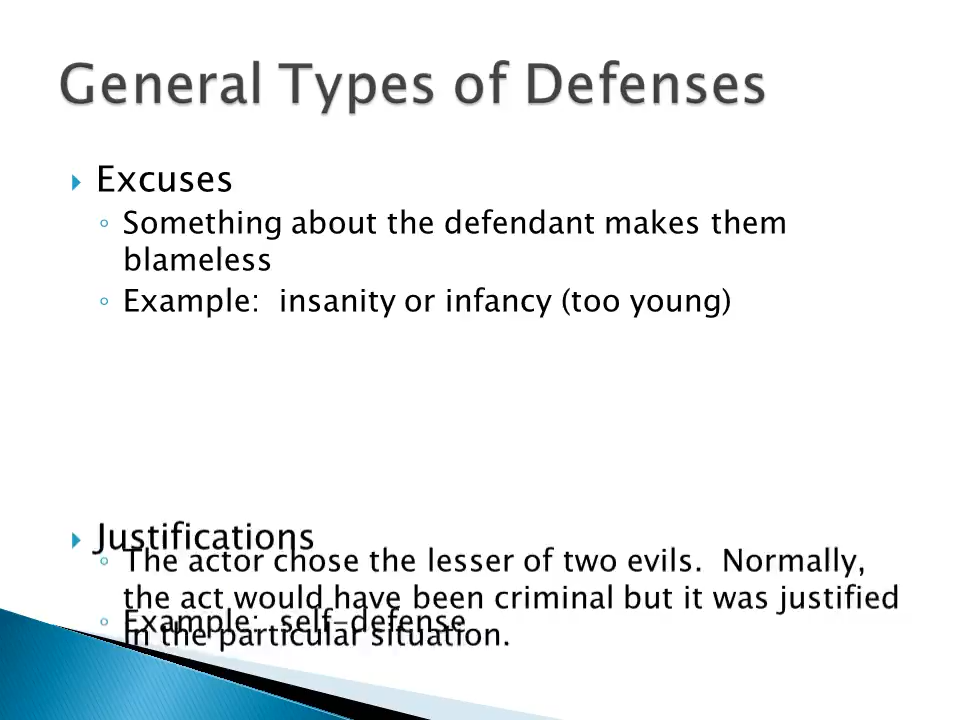 General Types of Defenses
Excuses
Something about the defendant makes them
blameless
Example:  insanity or infancy (too young)
Justifications
The actor chose the lesser of two evils.  Normally,
the act would have been criminal but it was justified
in the particular situation.
Example:  self-defense